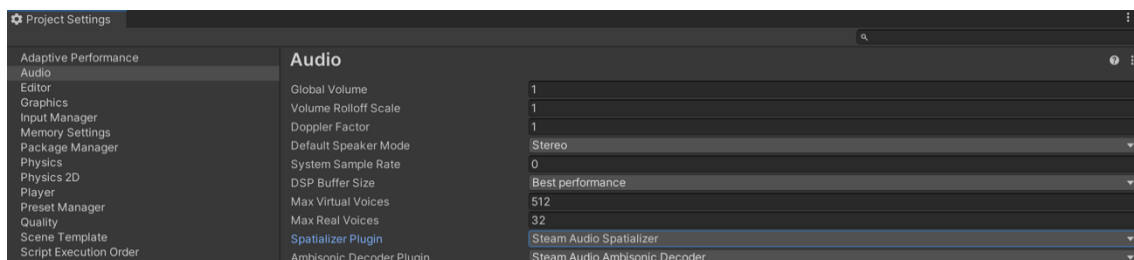 Project Settings
Adaptive Performance
Audio
Editor
Graphics
Input Manager
Memory Settings
Package Manager
Physics
Physics 2D
Player
Preset Manager
Quality
Scene Template
Script Execution Order
Audio
Global Volume 1
Volume Rolloff Scale 1
Doppler Factor 1
Default Speaker Mode Stereo
System Sample Rate 0
DSP Buffer Size Best performance
Max Virtual Voices 512
Max Real Voices 32
Spatializer Plugin Steam Audio Spatializer
Ambisonic Decoder Plugin Steam Audio Ambisonic Decoder